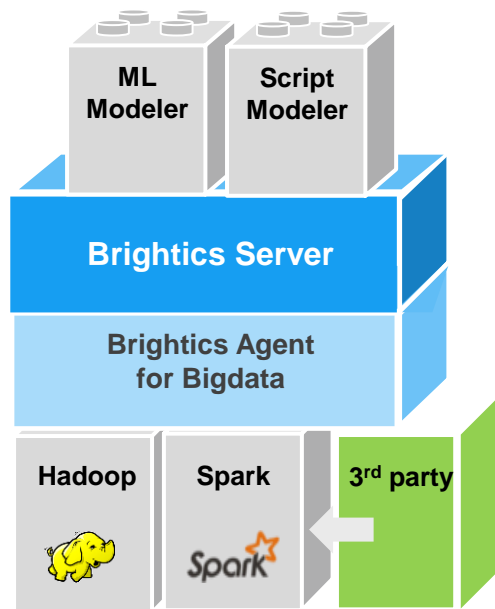 ML
Modeler
Script
Modeler
Brightics Server
Brightics Agent
for Bigdata
Hadoop
Spark
3rd party
Spark